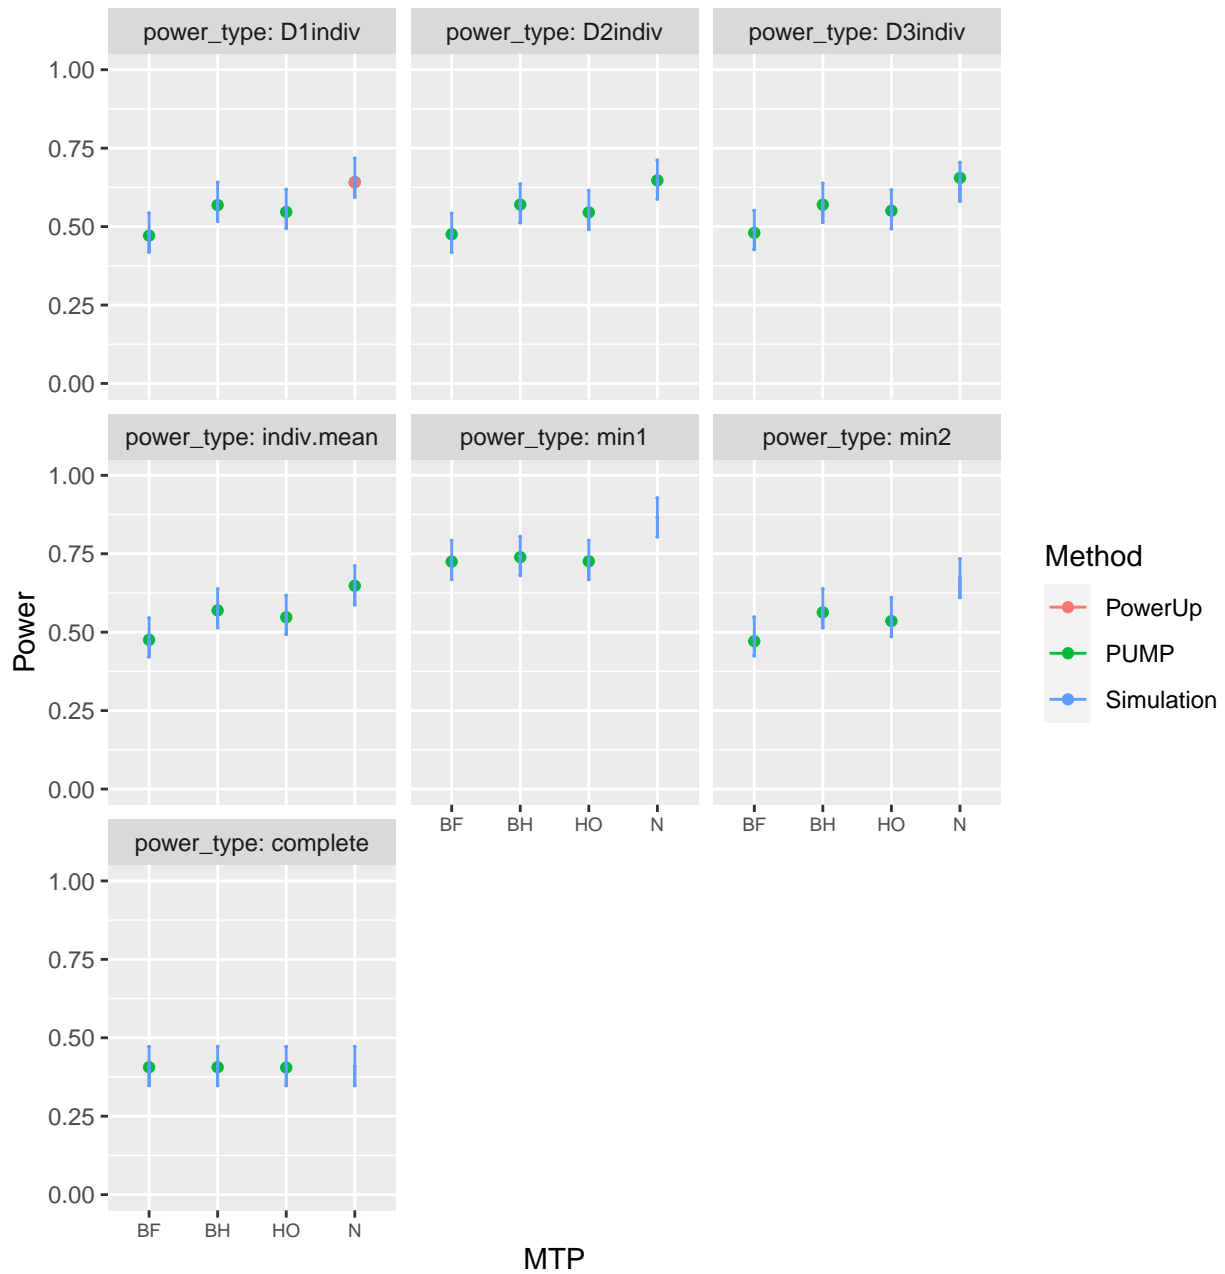 power_type: D1indiv power_type: D2indiv power_type: D3indiv
1.00
0.75
0.50
0.25
0.00
power_type: indiv.mean power_type: min1 power_type: min2
1.00
0.75
0.50
0.25
0.00
BF BH HO N BF BH HO N
power_type: complete
1.00
0.75
0.50
0.25
0.00
BF BH HO N
MTP
Power
Method
PowerUp
PUMP
Simulation